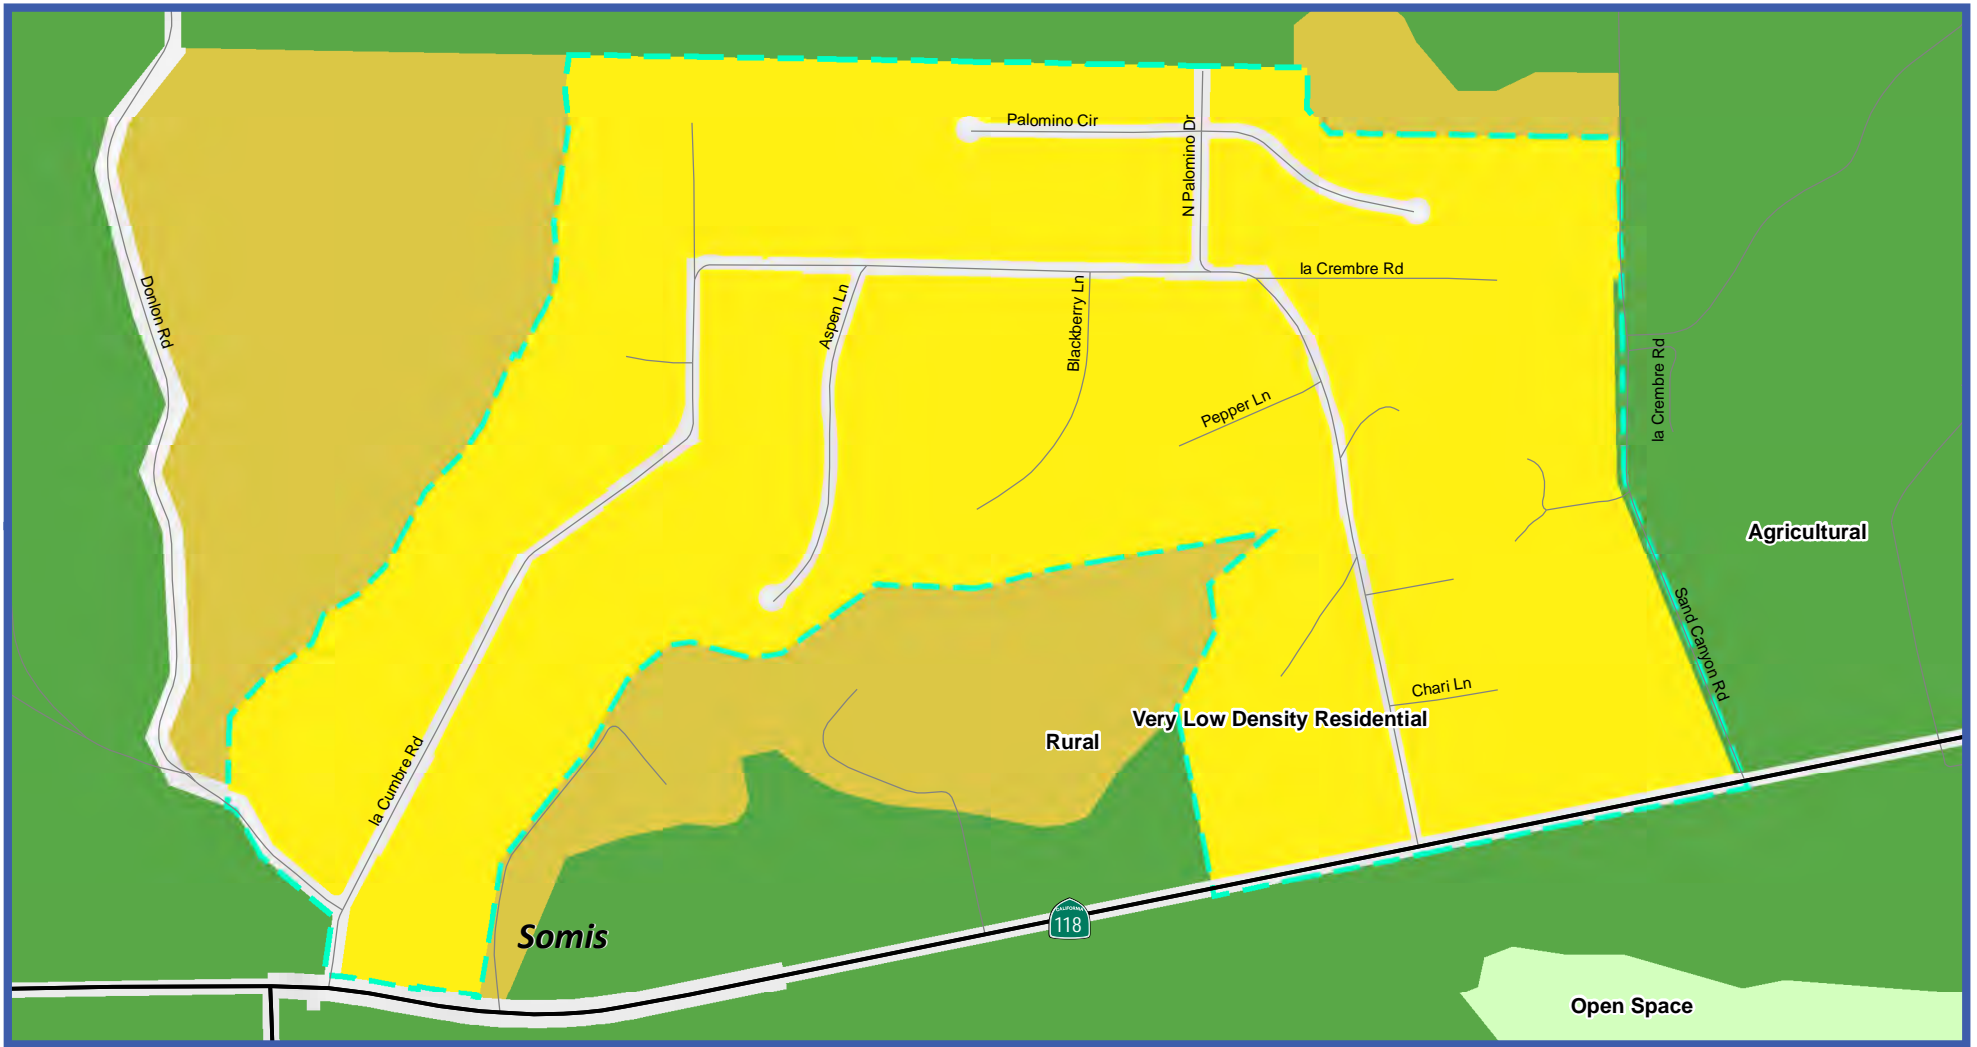 Palomino Cir
N Palomino Dr
la Crembre Rd
Donlon Rd
Aspen Ln
Blackberry Ln
la Crembre Rd
Pepper Ln
Agricultural
Sand Canyon Rd
Chari Ln
Very Low Density Residential
Rural
la Cumbre Rd
CALIFORNIA
118
Somis
Open Space